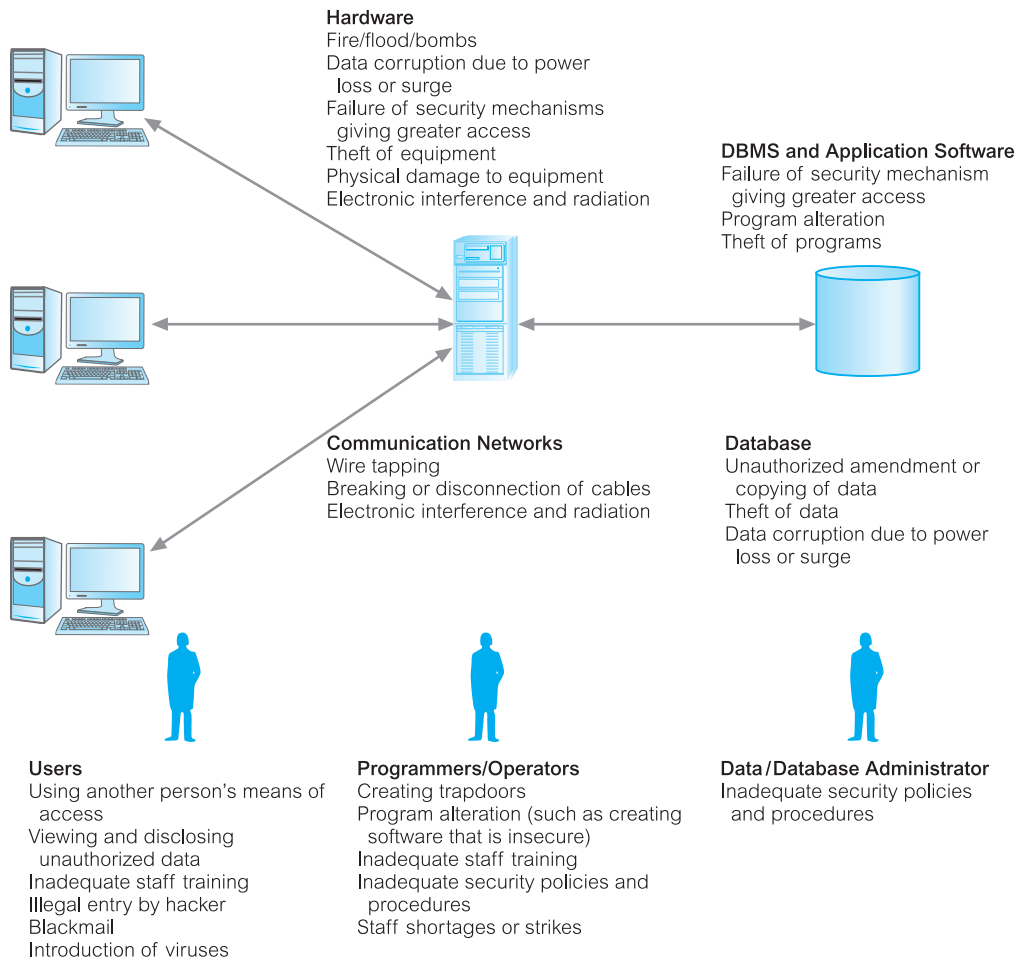 Hardware
Fire/flood/bombs
Data corruption due to power
loss or surge
Failure of security mechanisms
giving greater access
Theft of equipment
Physical damage to equipment
Electronic interference and radiation
DBMS and Application Software
Failure of security mechanism
giving greater access
Program alteration
Theft of programs
Communication Networks
Wire tapping
Breaking or disconnection of cables
Electronic interference and radiation
Database
Unauthorized amendment or
copying of data
Theft of data
Data corruption due to power
loss or surge
Users
Using another person's means of
access
Viewing and disclosing
unauthorized data
Inadequate staff training
Illegal entry by hacker
Blackmail
Introduction of viruses
Programmers/Operators
Creating trapdoors
Program alteration (such as creating
software that is insecure)
Inadequate staff training
Inadequate security policies and
procedures
Staff shortages or strikes
Data/Database Administrator
Inadequate security policies
and procedures